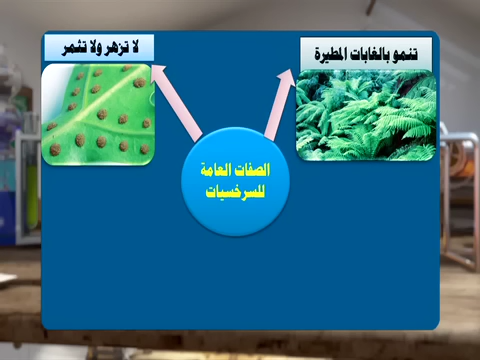 تنمو بالغابات المطيرة
لا تزهر ولا تثمر
الصفات العامة
للسرخسيات